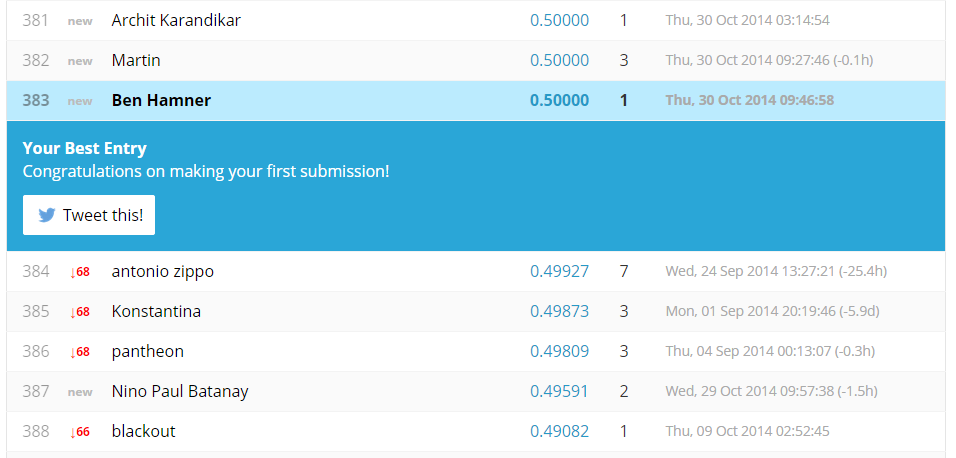 381 new Archit Karandikar 0.50000 1 Thu, 30 Oct 2014 03:14:54
382 new Martin 0.50000 3 Thu, 30 Oct 2014 09:27:46 (-0.1h)
383 new Ben Hamner 0.50000 1 Thu, 30 Oct 2014 09:46:58
Your Best Entry
Congratulations on making your first submission!
Tweet this!
384 ↓68 antonio zippo 0.49927 7 Wed, 24 Sep 2014 13:27:21 (-25.4h)
385 ↓68 Konstantina 0.49873 3 Mon, 01 Sep 2014 20:19:46 (-5.9d)
386 ↓68 pantheon 0.49809 3 Thu, 04 Sep 2014 00:13:07 (-0.3h)
387 new Nino Paul Batanay 0.49591 2 Wed, 29 Oct 2014 09:57:38 (-1.5h)
388 ↓66 blackout 0.49082 1 Thu, 09 Oct 2014 02:52:45